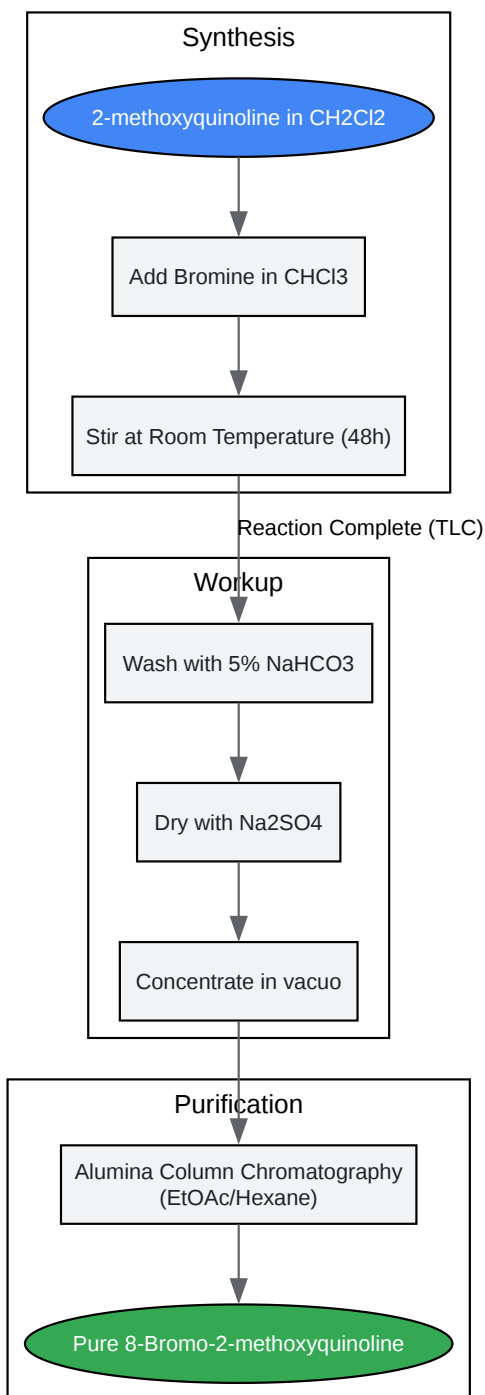 Synthesis
2-methoxyquinoline in CH2Cl2
Add Bromine in CHCl3
Stir at Room Temperature (48h)
Reaction Complete (TLC)
Workup
Wash with 5% NaHCO3
Dry with Na2SO4
Concentrate in vacuo
Purification
Alumina Column Chromatography
(EtOAc/Hexane)
Pure 8-Bromo-2-methoxyquinoline